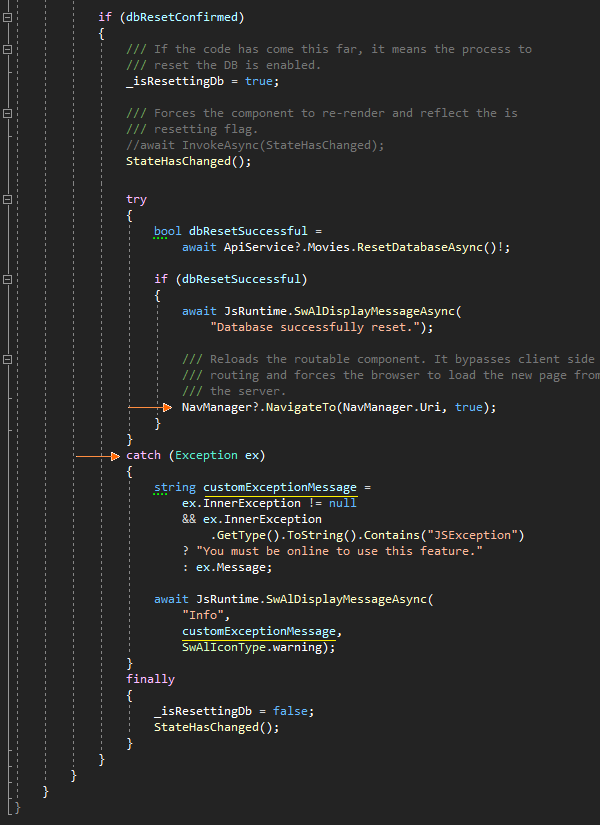 if (dbResetConfirmed)
{
/// If the code has come this far, it means the process to
/// reset the DB is enabled.
_isResettingDb = true;
/// Forces the component to re-render and reflect the is
/// resetting flag.
//await InvokeAsync(StateHasChanged);
StateHasChanged();
try
{
bool dbResetSuccessful =
await ApiService?.Movies.ResetDatabaseAsync()!;
if (dbResetSuccessful)
{
await JsRuntime.SwAlDisplayMessageAsync(
"Database successfully reset.");
/// Reloads the routable component. It bypasses client side
/// routing and forces the browser to load the new page from
/// the server.
NavManager?.NavigateTo(NavManager.Uri, true);
}
}
catch (Exception ex)
{
string customExceptionMessage =
ex.InnerException != null
&& ex.InnerException
.GetType().ToString().Contains("JSException")
? "You must be online to use this feature."
: ex.Message;
await JsRuntime.SwAlDisplayMessageAsync(
"Info",
customExceptionMessage,
SwAlIconType.warning);
}
finally
{
_isResettingDb = false;
StateHasChanged();
}
}
}
}
}